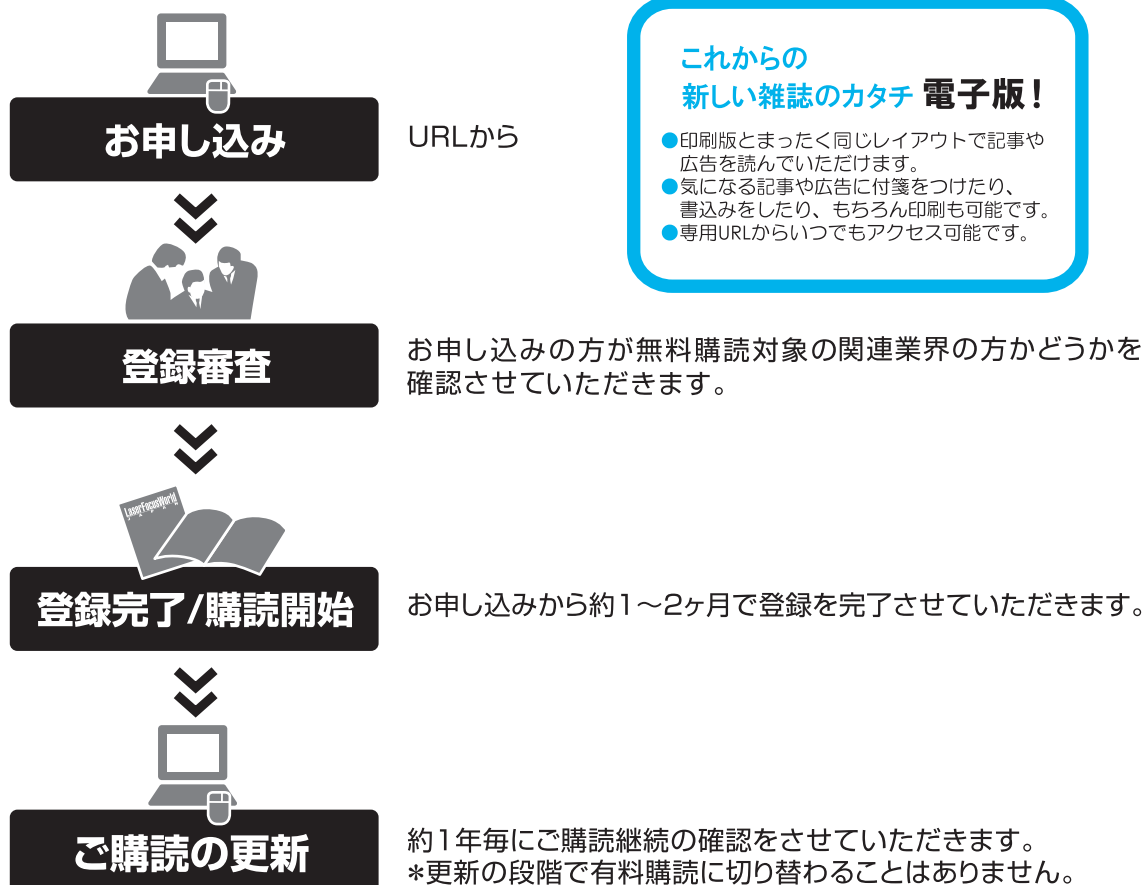 お申し込み
URLから
これからの
新しい雑誌のカタチ 電子版!
●印刷版とまったく同じレイアウトで記事や
広告を読んでいただけます。
●気になる記事や広告に付箋をつけたり、
書込みをしたり、もちろん印刷も可能です。
●専用URLからいつでもアクセス可能です。
登録審査
お申し込みの方が無料購読対象の関連業界の方かどうかを
確認させていただきます。
LaserFocusWorld
登録完了/購読開始
お申し込みから約1〜2ヶ月で登録を完了させていただきます。
ご購読の更新
約1年毎にご購読継続の確認をさせていただきます。
*更新の段階で有料購読に切り替わることはありません。